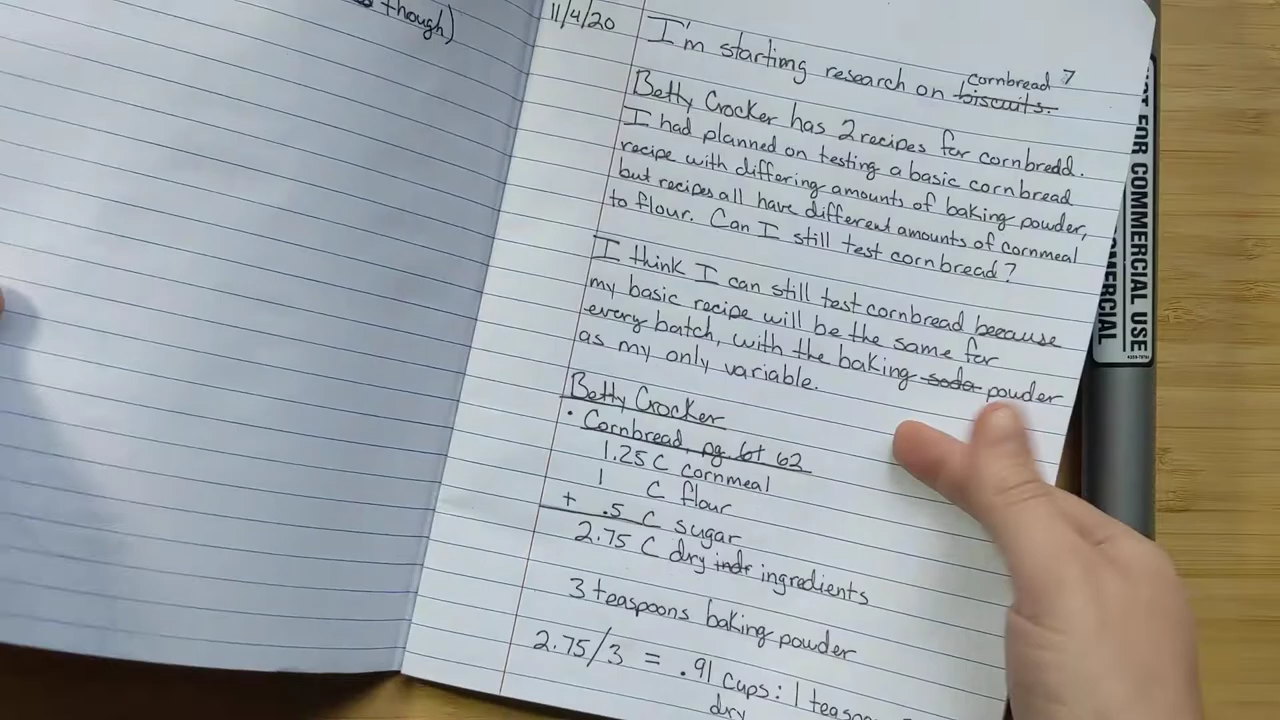 though)
11/4/20
7
I'm starting research on biscuits. cornbread
Betty Crocker has 2 recipes for cornbredd.
I had planned on testing a basic cornbread
recipe with differing amounts of baking powder,
but recipes all have different amounts of cornmeal
to flour. Can I still test cornbread?
I think I can still test cornbread because
my basic recipe will be the same for
every batch, with the baking soda powder
as my only variable.
Betty Crocker
• Cornbread, pg 62
1.25 C cornmeal
1 C flour
+ .5 C sugar
2.75 C dry ingredients
3 teaspoons baking powder
2.75/3 = .91 cups : 1
dry
FOR COMMERCIAL USE